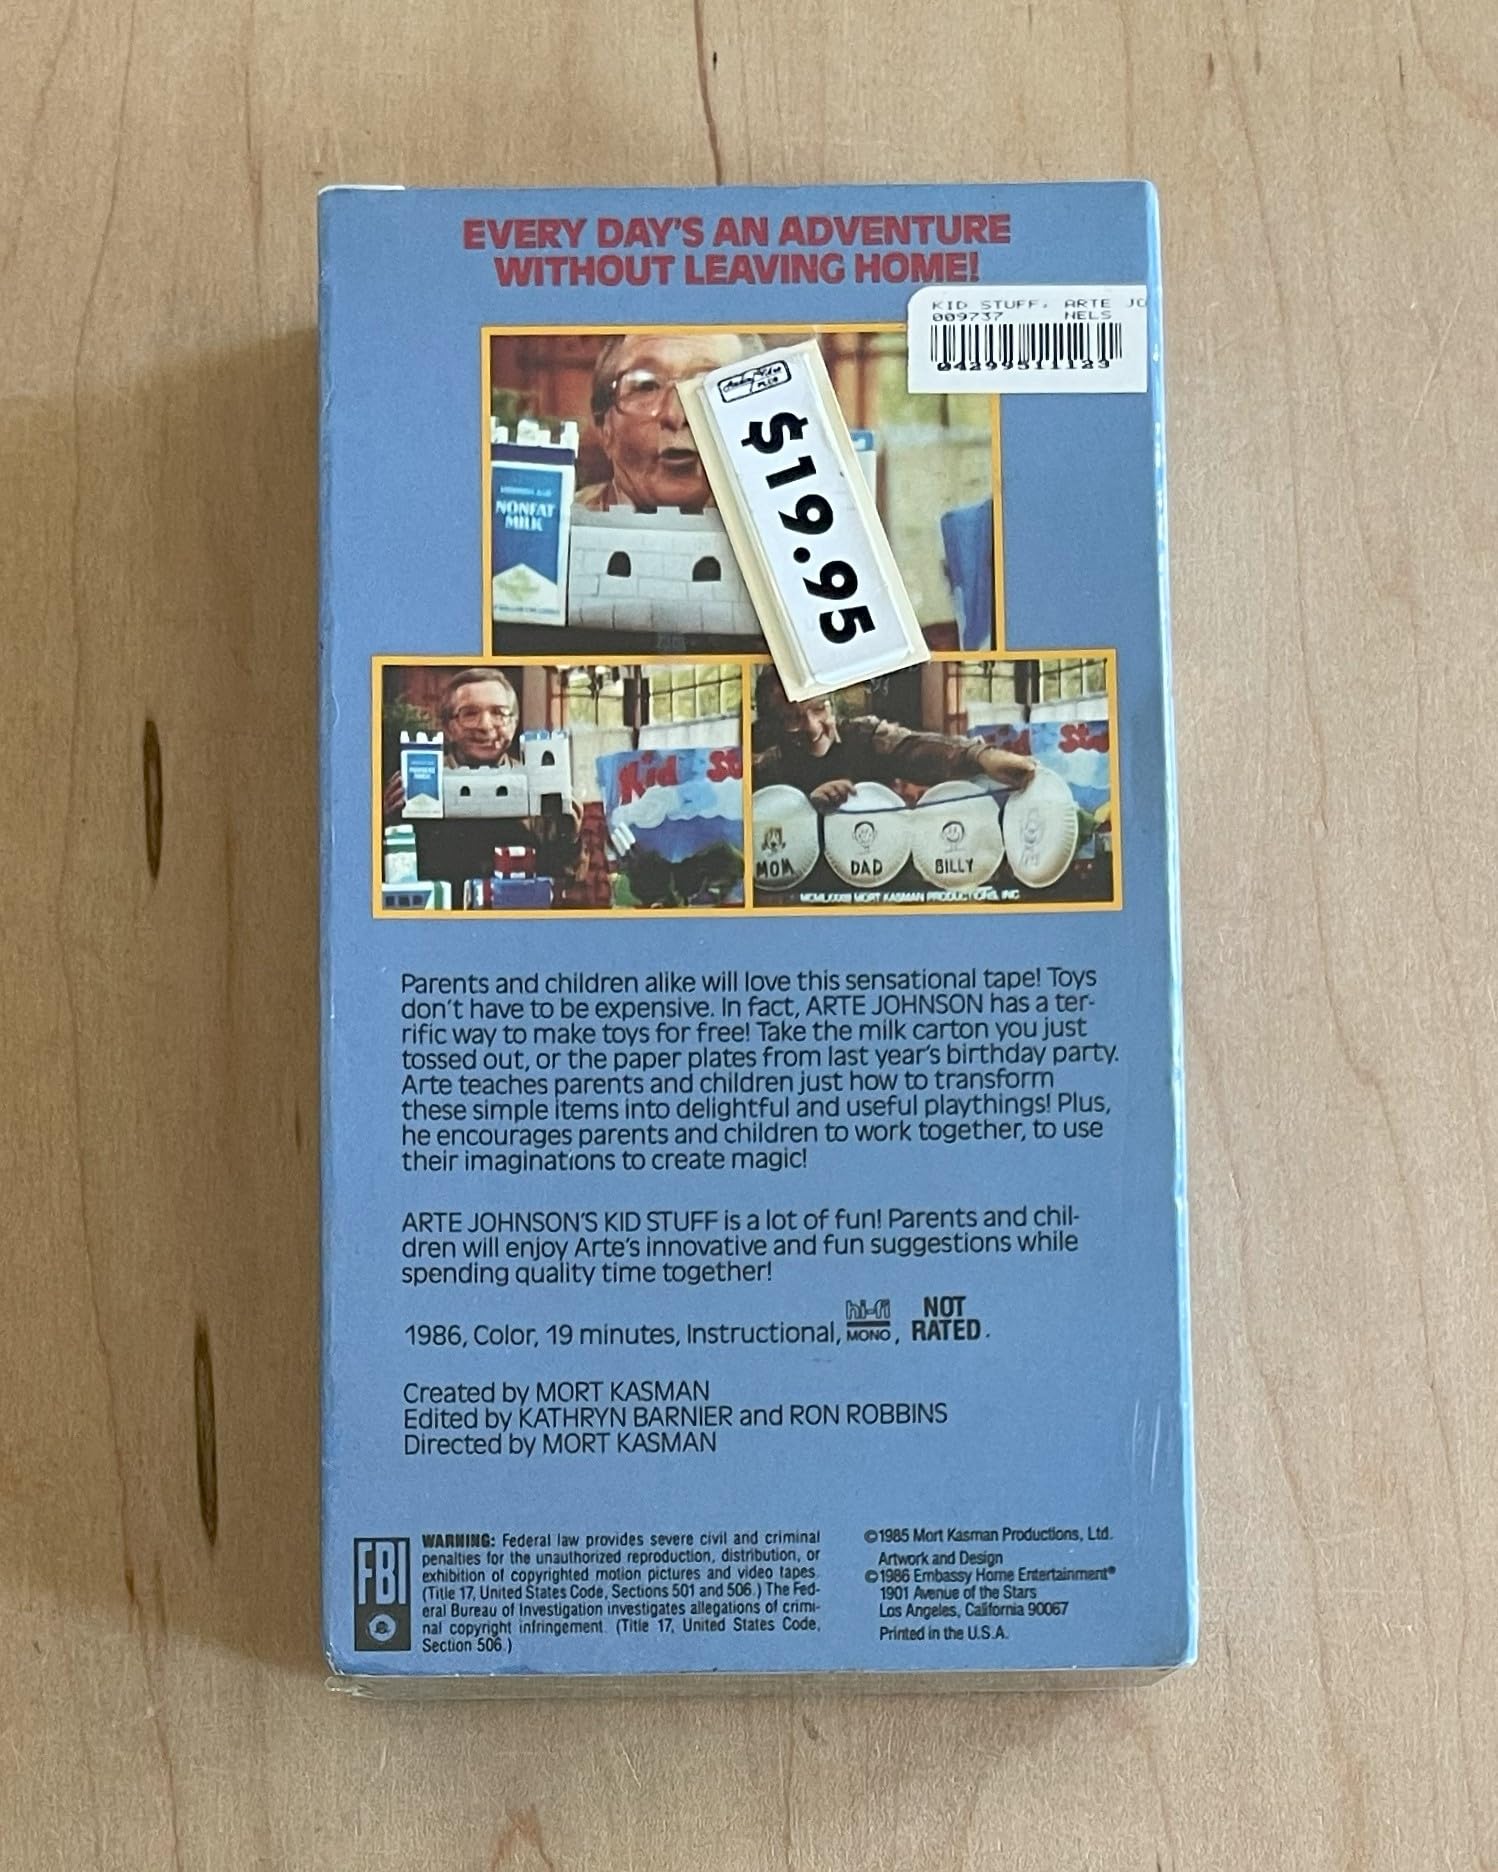 EVERY DAY'S AN ADVENTURE
WITHOUT LEAVING HOME!
KID STUFF, ARTE JO
009737 NELS
04299511123
PLUS
$19.95
NONFAT
MILK
Kid St
Kid Stu
MOM
DAD
BILLY
MORT KASMAN PRODUCTIONS, INC
Parents and children alike will love this sensational tape! Toys
don't have to be expensive. In fact, ARTE JOHNSON has a ter-
rific way to make toys for free! Take the milk carton you just
tossed out, or the paper plates from last year's birthday party.
Arte teaches parents and children just how to transform
these simple items into delightful and useful playthings! Plus,
he encourages parents and children to work together, to use
their imaginations to create magic!
ARTE JOHNSON'S KID STUFF is a lot of fun! Parents and chil-
dren will enjoy Arte's innovative and fun suggestions while
spending quality time together!
1986, Color, 19 minutes, Instructional, hi-fi MONO, NOT RATED.
Created by MORT KASMAN
Edited by KATHRYN BARNIER and RON ROBBINS
Directed by MORT KASMAN
FBI
WARNING: Federal law provides severe civil and criminal
penalties for the unauthorized reproduction, distribution, or
exhibition of copyrighted motion pictures and video tapes.
(Title 17, United States Code, Sections 501 and 506.) The Fed-
eral Bureau of Investigation investigates allegations of crimi-
nal copyright infringement. (Title 17, United States Code,
Section 506.)
©1985 Mort Kasman Productions, Ltd.
Artwork and Design
©1986 Embassy Home Entertainment®
1901 Avenue of the Stars
Los Angeles, California 90067
Printed in the U.S.A.